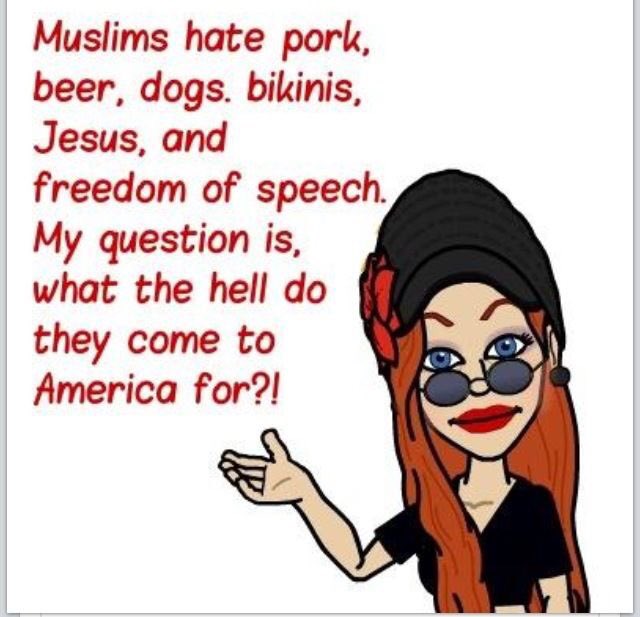 Muslims hate pork,
beer, dogs. bikinis,
Jesus, and
freedom of speech.
My question is,
what the hell do
they come to
America for?!